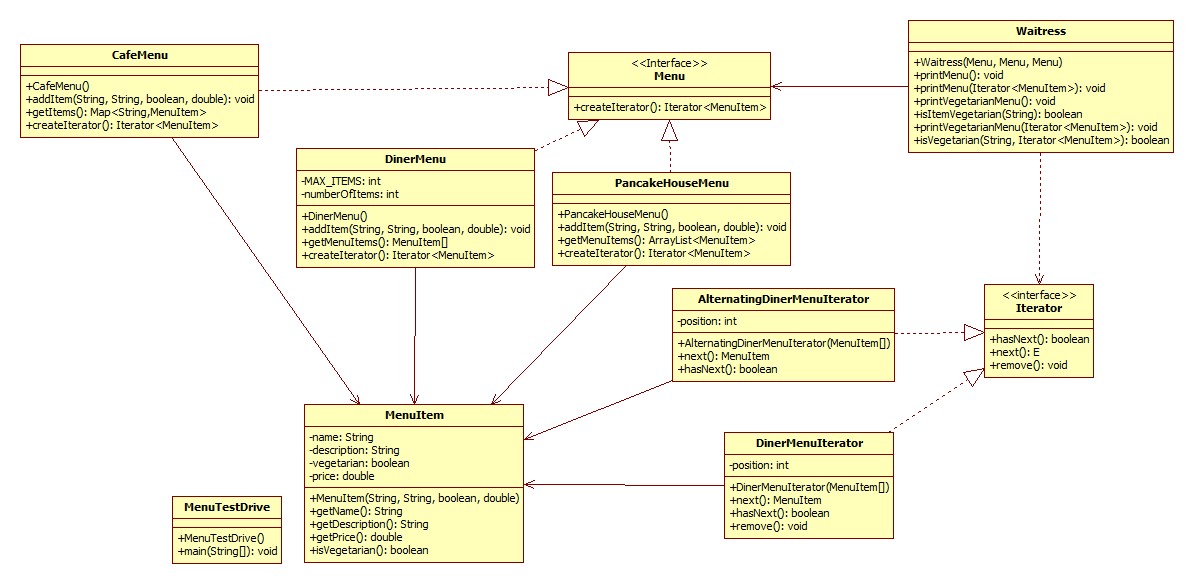 CafeMenu
+CafeMenu()
+addItem(String, String, boolean, double): void
+getItems(): Map<String,MenuItem>
+createIterator(): Iterator<MenuItem>
<<Interface>>
Menu
+createIterator(): Iterator<MenuItem>
Waitress
+Waitress(Menu, Menu, Menu)
+printMenu(): void
+printMenu(Iterator<MenuItem>): void
+printVegetarianMenu(): void
+isItemVegetarian(String): boolean
+printVegetarianMenu(Iterator<MenuItem>): void
+isVegetarian(String, Iterator<MenuItem>): boolean
DinerMenu
-MAX_ITEMS: int
-numberOfItems: int
+DinerMenu()
+addItem(String, String, boolean, double): void
+getMenuItems(): MenuItem[]
+createIterator(): Iterator<MenuItem>
PancakeHouseMenu
+PancakeHouseMenu()
+addItem(String, String, boolean, double): void
+getMenuItems(): ArrayList<MenuItem>
+createIterator(): Iterator<MenuItem>
AlternatingDinerMenuIterator
-position: int
+AlternatingDinerMenuIterator(MenuItem[])
+next(): MenuItem
+hasNext(): boolean
<<interface>>
Iterator
+hasNext(): boolean
+next(): E
+remove(): void
MenuItem
-name: String
-description: String
-vegetarian: boolean
-price: double
+MenuItem(String, String, boolean, double)
+getName(): String
+getDescription(): String
+getPrice(): double
+isVegetarian(): boolean
DinerMenuIterator
-position: int
+DinerMenuIterator(MenuItem[])
+next(): MenuItem
+hasNext(): boolean
+remove(): void
MenuTestDrive
+MenuTestDrive()
+main(String[]): void